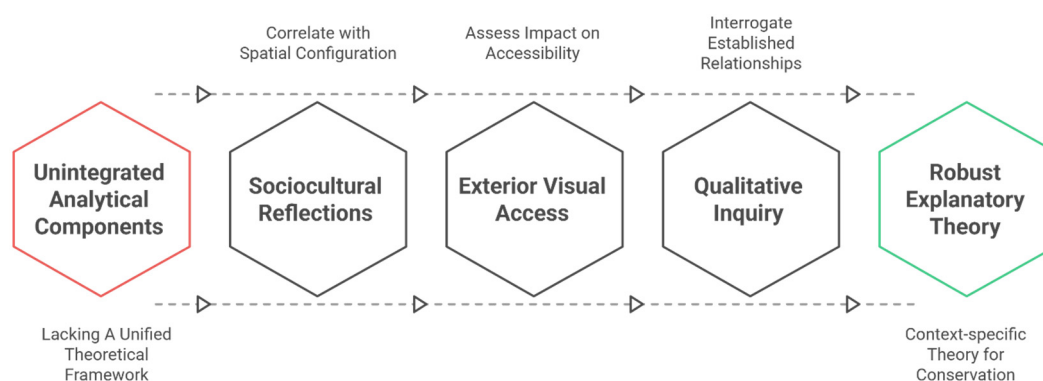 Correlate with
Spatial Configuration
Assess Impact on
Accessibility
Interrogate
Established
Relationships
Unintegrated
Analytical
Components
Sociocultural
Reflections
Exterior Visual
Access
Qualitative
Inquiry
Robust
Explanatory
Theory
Lacking A Unified
Theoretical
Framework
Context-specific
Theory for
Conservation